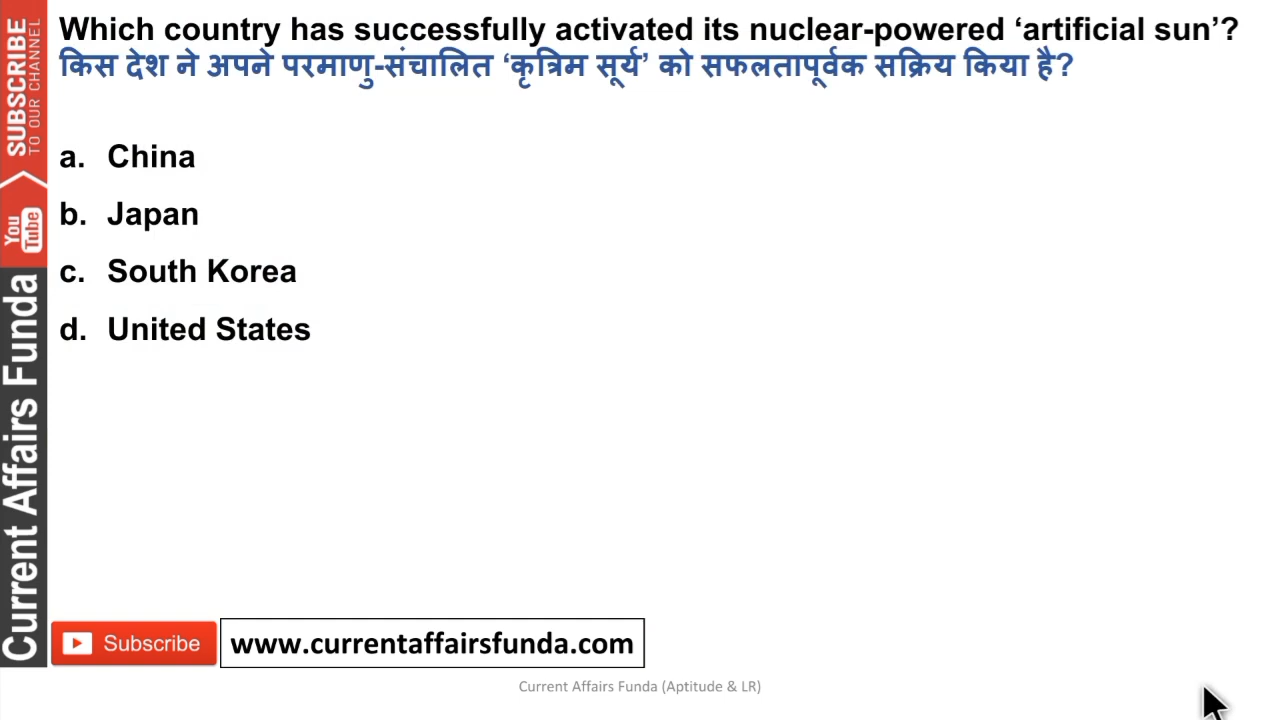 Which country has successfully activated its nuclear-powered ‘artificial sun’?
किस देश ने अपने परमाणु-संचालित ‘कृत्रिम सूर्य’ को सफलतापूर्वक सक्रिय किया है?
a. China
b. Japan
c. South Korea
d. United States
SUBSCRIBE
TO OUR CHANNEL
You
Tube
Current Affairs Funda
Subscribe
www.currentaffairsfunda.com
Current Affairs Funda (Aptitude & LR)